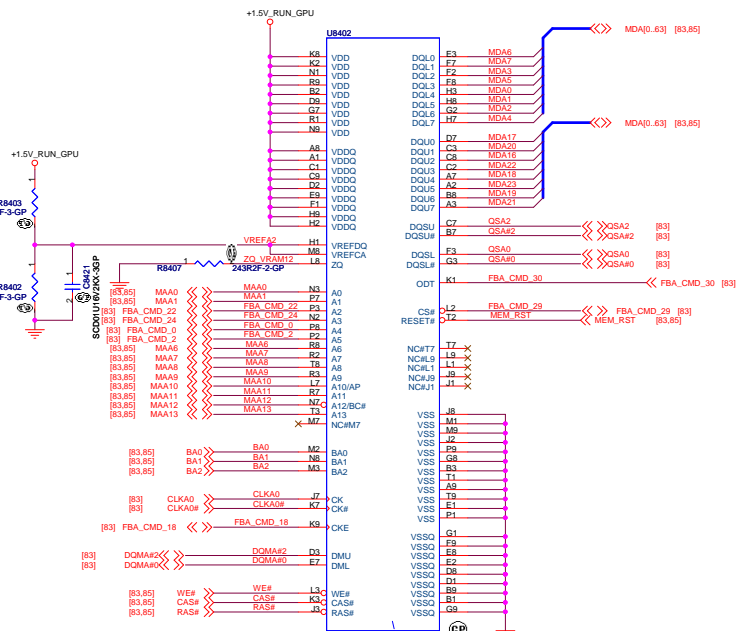 +1.5V_RUN_GPU
U8402
K8 VDD
K2 VDD
N1 VDD
R9 VDD
B2 VDD
D9 VDD
G7 VDD
R1 VDD
N9 VDD
A8 VDDQ
A1 VDDQ
C1 VDDQ
C9 VDDQ
D2 VDDQ
E9 VDDQ
F1 VDDQ
H9 VDDQ
H2 VDDQ
VREFA2 H1 VREFDQ
M8 VREFCA
ZQ_VRAM12 L8 ZQ
R8407 1 243R2F-2-GP
+1.5V_RUN_GPU
1
R8403
F-3-GP
1
R8402
F-3-GP
1
2
C8421
SCD01U16V2KX-3GP
[83,85] MAA0 MAA0 N3 A0
[83,85] MAA1 MAA1 P7 A1
[83] FBA_CMD_22 FBA_CMD_22 P3 A2
[83] FBA_CMD_24 FBA_CMD_24 N2 A3
[83] FBA_CMD_0 FBA_CMD_0 P8 A4
[83] FBA_CMD_2 FBA_CMD_2 P2 A5
[83,85] MAA6 MAA6 R8 A6
[83,85] MAA7 MAA7 R2 A7
[83,85] MAA8 MAA8 T8 A8
[83,85] MAA9 MAA9 R3 A9
[83,85] MAA10 MAA10 L7 A10/AP
[83,85] MAA11 MAA11 R7 A11
[83,85] MAA12 MAA12 N7 A12/BC#
[83,85] MAA13 MAA13 T3 A13
M7 NC#M7
[83,85] BA0 BA0 M2 BA0
[83,85] BA1 BA1 N8 BA1
[83,85] BA2 BA2 M3 BA2
[83] CLKA0 CLKA0 J7 CK
[83] CLKA0# CLKA0# K7 CK#
[83] FBA_CMD_18 FBA_CMD_18 K9 CKE
[83] DQMA#2 DQMA#2 D3 DMU
[83] DQMA#0 DQMA#0 E7 DML
[83,85] WE# WE# L3 WE#
[83,85] CAS# CAS# K3 CAS#
[83,85] RAS# RAS# J3 RAS#
MDA[0..63] [83,85]
DQL0 E3 MDA6
DQL1 F7 MDA7
DQL2 F2 MDA3
DQL3 F8 MDA5
DQL4 H3 MDA0
DQL5 H8 MDA1
DQL6 G2 MDA2
DQL7 H7 MDA4
MDA[0..63] [83,85]
DQU0 D7 MDA17
DQU1 C3 MDA20
DQU2 C8 MDA16
DQU3 C2 MDA22
DQU4 A7 MDA18
DQU5 A2 MDA23
DQU6 B8 MDA19
DQU7 A3 MDA21
DQSU C7 QSA2 QSA2 [83]
DQSU# B7 QSA#2 QSA#2 [83]
DQSL F3 QSA0 QSA0 [83]
DQSL# G3 QSA#0 QSA#0 [83]
ODT K1 FBA_CMD_30 FBA_CMD_30 [83]
CS# L2 FBA_CMD_29 FBA_CMD_29 [83]
RESET# T2 MEM_RST MEM_RST [83,85]
NC#T7 T7
NC#L9 L9
NC#L1 L1
NC#J9 J9
NC#J1 J1
VSS J8
VSS M1
VSS M9
VSS J2
VSS P9
VSS G8
VSS B3
VSS T1
VSS A9
VSS T9
VSS E1
VSS P1
VSSQ G1
VSSQ F9
VSSQ E8
VSSQ E2
VSSQ D8
VSSQ D1
VSSQ B9
VSSQ B1
VSSQ G9